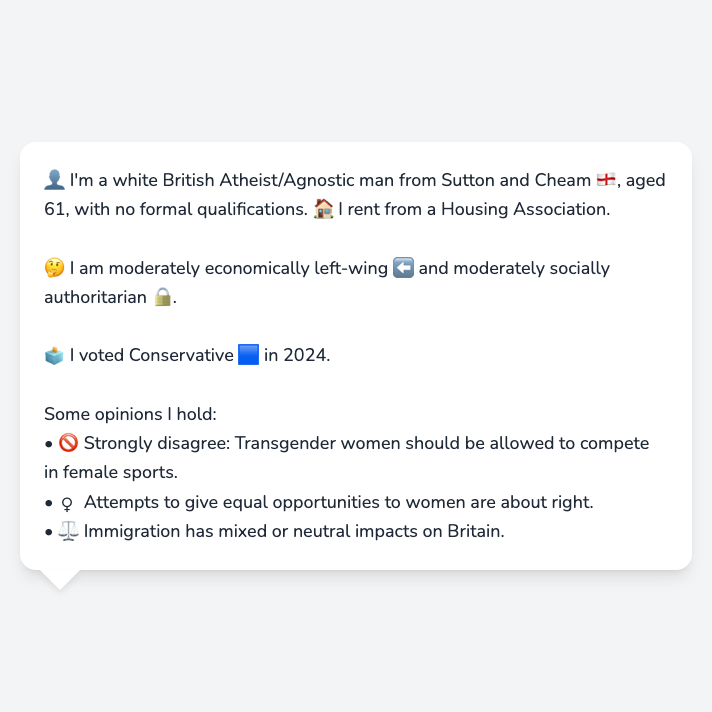 👤 I'm a white British Atheist/Agnostic man from Sutton and Cheam 🏴󠁧󠁢󠁥󠁮󠁧󠁿, aged
61, with no formal qualifications. 🏠 I rent from a Housing Association.
🤔 I am moderately economically left-wing ⬅️ and moderately socially
authoritarian 🔒.
🗳️ I voted Conservative 🟦 in 2024.
Some opinions I hold:
• 🚫 Strongly disagree: Transgender women should be allowed to compete
in female sports.
• ♀️ Attempts to give equal opportunities to women are about right.
• ⚖️ Immigration has mixed or neutral impacts on Britain.